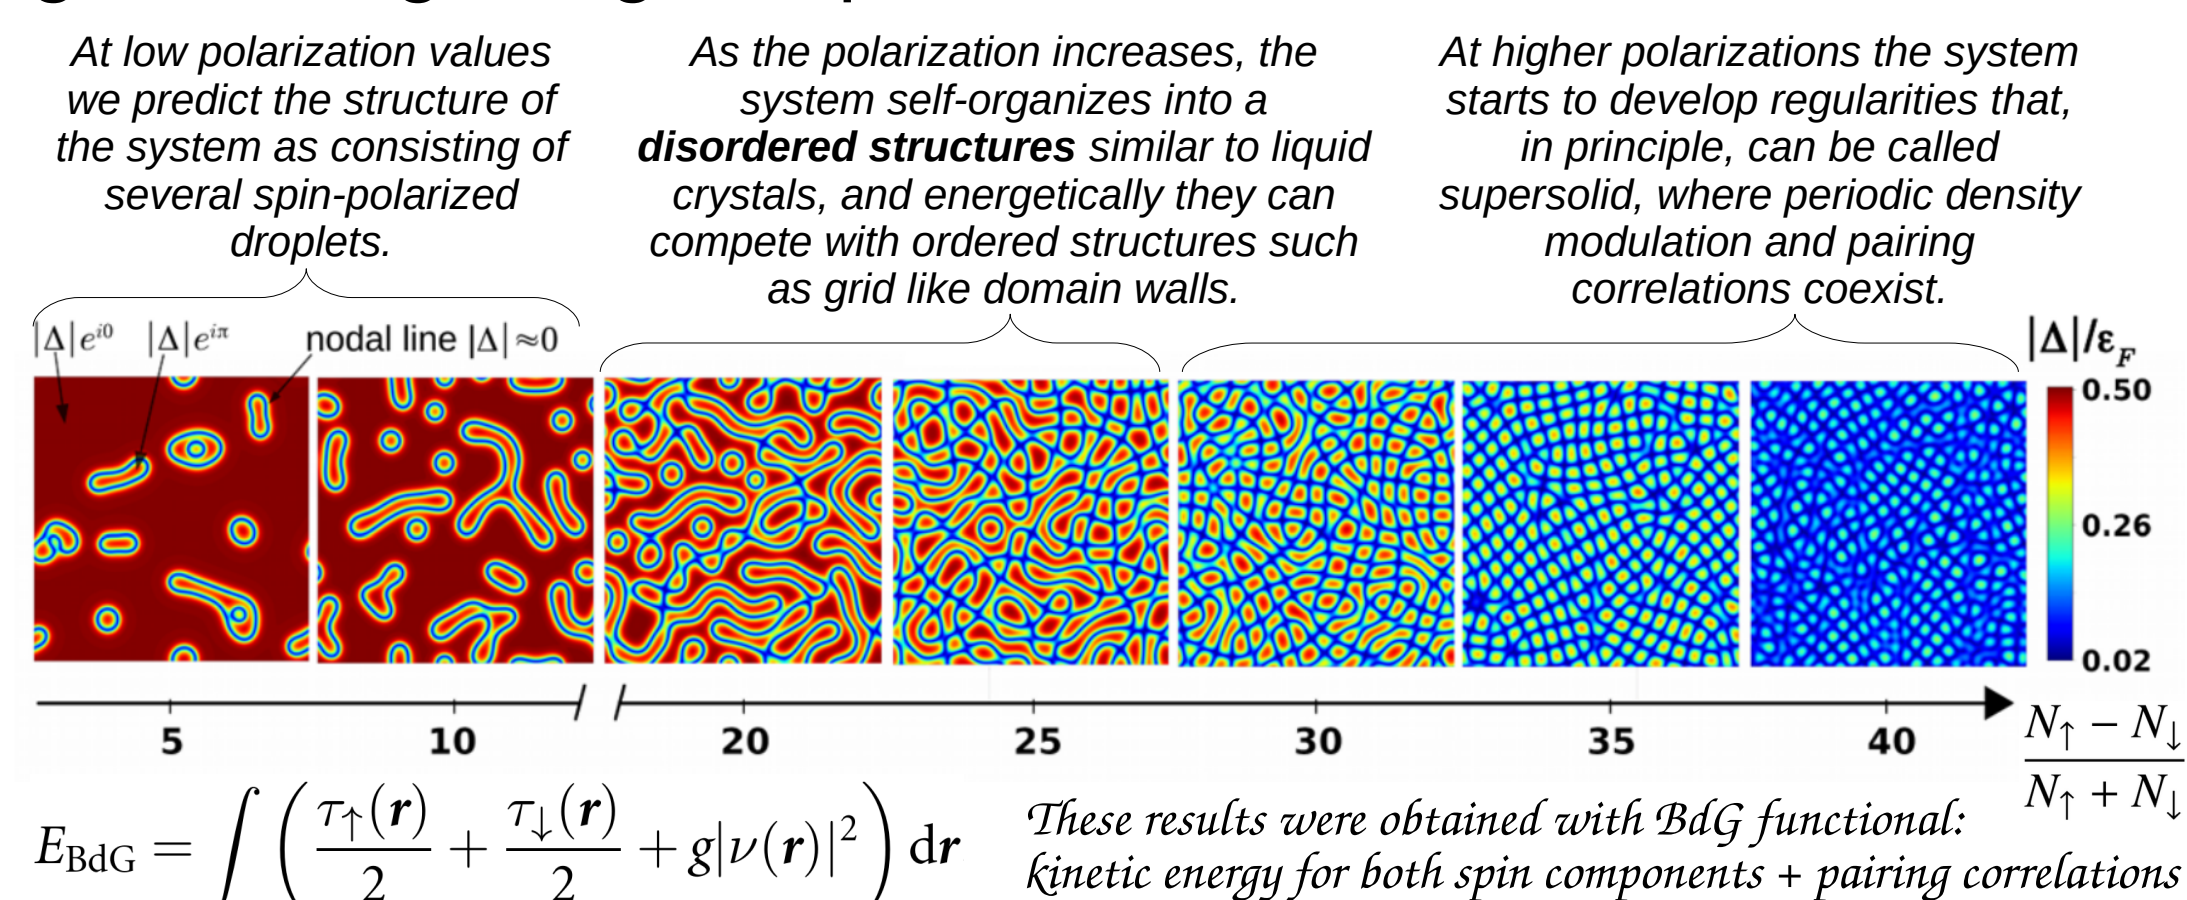 At low polarization values
we predict the structure of
the system as consisting of
several spin-polarized
droplets.
As the polarization increases, the
system self-organizes into a
disordered structures similar to liquid
crystals, and energetically they can
compete with ordered structures such
as grid like domain walls.
At higher polarizations the system
starts to develop regularities that,
in principle, can be called
supersolid, where periodic density
modulation and pairing
correlations coexist.
|Δ|e^{i0} |Δ|e^{iπ} nodal line |Δ|≈0
|Δ|/ε_F
0.50
0.26
0.02
5 10 20 25 30 35 40
N↑ − N↓
N↑ + N↓
E_BdG = ∫ ( τ↑(r)/2 + τ↓(r)/2 + g|ν(r)|² ) dr
These results were obtained with BdG functional:
kinetic energy for both spin components + pairing correlations